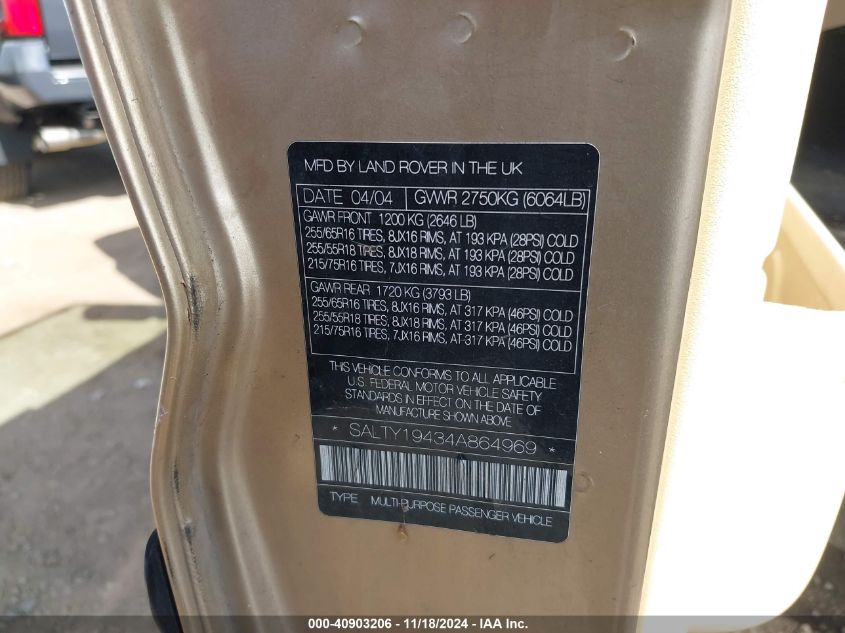 MFD BY LAND ROVER IN THE UK
DATE 04/04 GVWR 2750KG (6064LB)
GAWR FRONT 1200 KG (2646 LB)
255/65R16 TIRES, 8JX16 RIMS, AT 193 KPA (28PSI) COLD
255/55R18 TIRES, 8JX18 RIMS, AT 193 KPA (28PSI) COLD
215/75R16 TIRES, 7JX16 RIMS, AT 193 KPA (28PSI) COLD
GAWR REAR 1720 KG (3793 LB)
255/65R16 TIRES, 8JX16 RIMS, AT 317 KPA (46PSI) COLD
255/55R18 TIRES, 8JX18 RIMS, AT 317 KPA (46PSI) COLD
215/75R16 TIRES, 7JX16 RIMS, AT 317 KPA (46PSI) COLD
THIS VEHICLE CONFORMS TO ALL APPLICABLE
U.S. FEDERAL MOTOR VEHICLE SAFETY
STANDARDS IN EFFECT ON THE DATE OF
MANUFACTURE SHOWN ABOVE.
* SALTY19434A864969 *
TYPE MULTI-PURPOSE PASSENGER VEHICLE
000-40903206 - 11/18/2024 - IAA Inc.